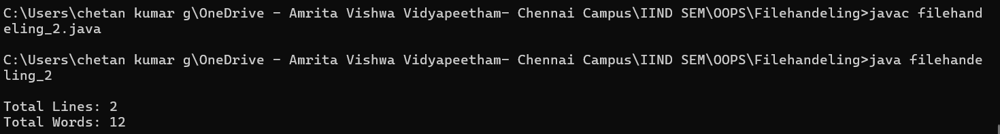 C:\Users\chetan kumar g\OneDrive - Amrita Vishwa Vidyapeetham- Chennai Campus\IIND SEM\OOPS\Filehandeling>javac filehand
eling_2.java
C:\Users\chetan kumar g\OneDrive - Amrita Vishwa Vidyapeetham- Chennai Campus\IIND SEM\OOPS\Filehandeling>java filehande
ling_2
Total Lines: 2
Total Words: 12